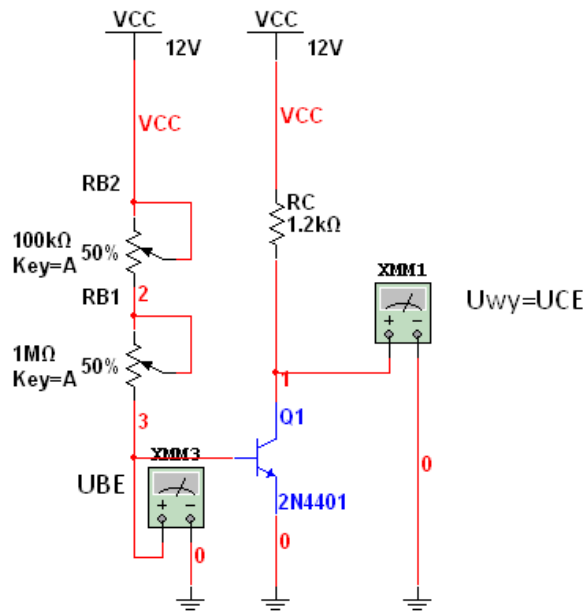 VCC
12V
VCC
12V
VCC
VCC
RB2
100kΩ
Key=A
50%
2
RC
1.2kΩ
XMM1
+ −
Uwy=UCE
RB1
1MΩ
Key=A
50%
1
3
Q1
XMM3
+ −
UBE
2N4401
0
0
0